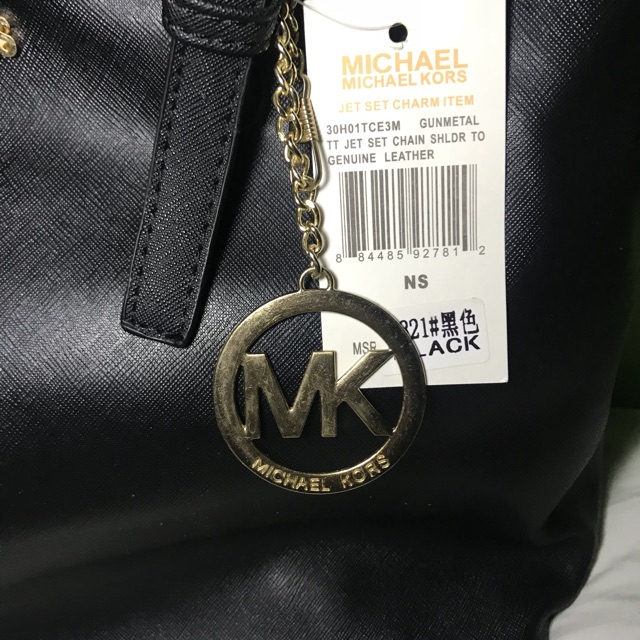 MICHAEL
MICHAEL KORS
JET SET CHARM ITEM
30H01TCE3M GUNMETAL
TT JET SET CHAIN SHLDR TO
GENUINE LEATHER
8 84485 92781 2
NS
321#黑色
MSR
LACK
MK
MICHAEL KORS